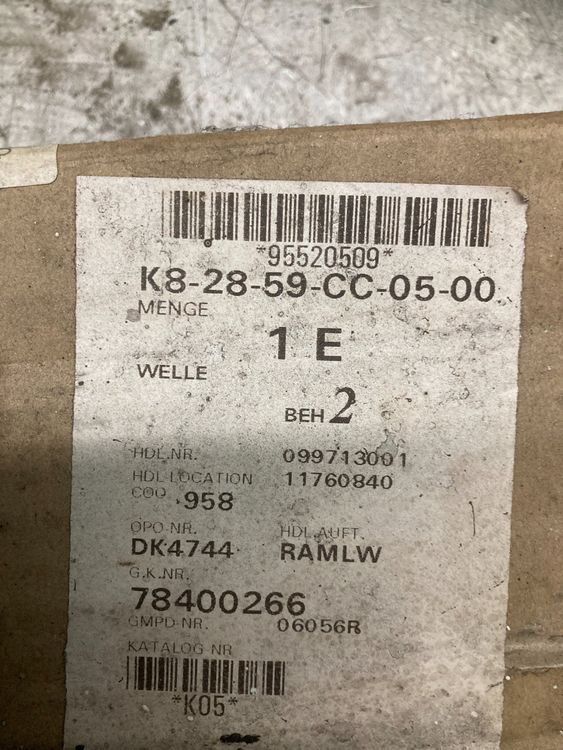 *95520509*
K8-28-59-CC-05-00
MENGE
1 E
WELLE
BEH 2
HDL.NR. 099713001
HDL-LOCATION 11760840
COO 958
OPO-NR. HDL.AUFT.
DK4744 RAMLW
G.K.NR.
78400266
GMPD-NR. 06056R
KATALOG NR
*K05*